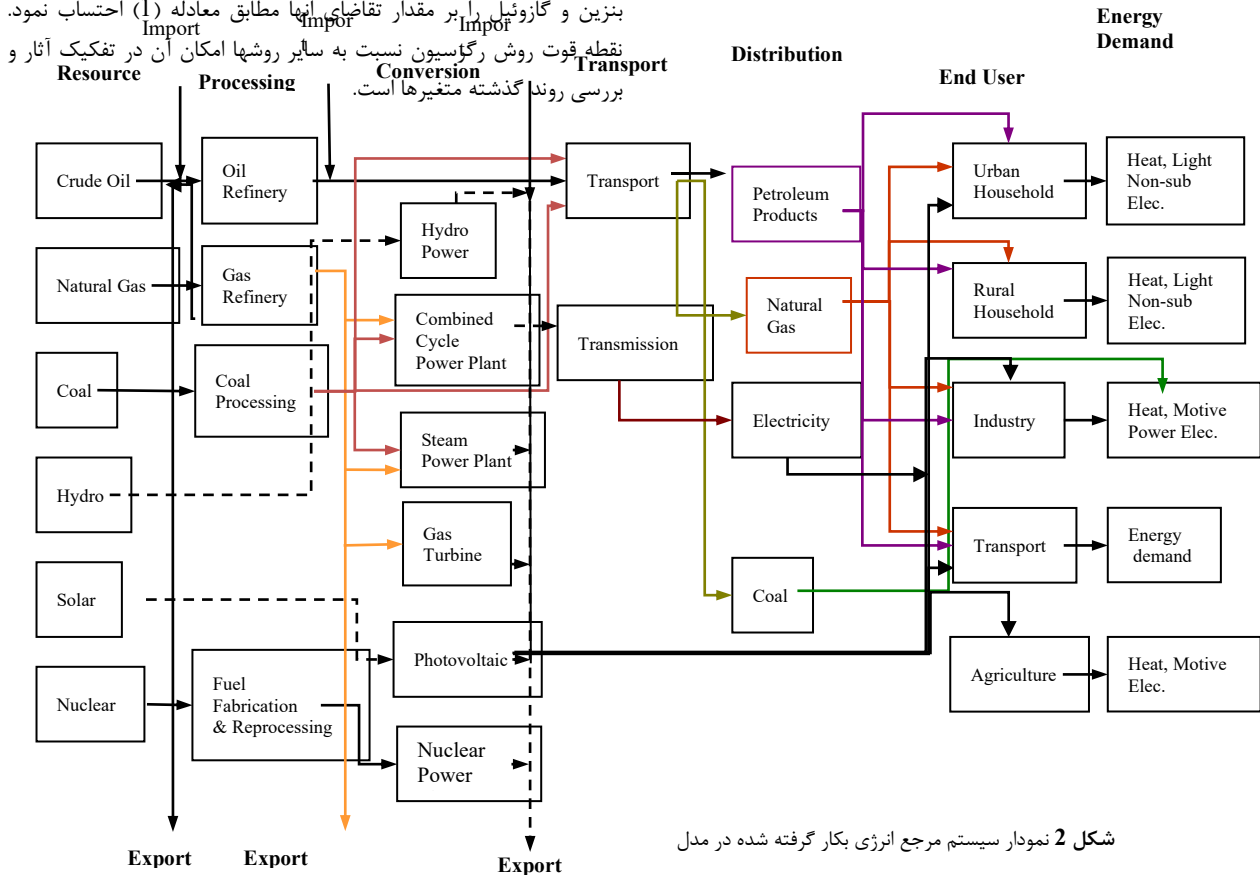 بنزین و گازوئیل را بر مقدار تقاضای آنها مطابق معادله (1) احتساب نمود.
نقطه قوت روش رگرسیون نسبت به سایر روشها امکان آن در تفکیک آثار و
بررسی روند گذشته متغیرها است.
Import
Impor
t
Impor
t
Energy
Demand
Resource
Processing
Conversion
Transport
Distribution
End User
Crude Oil
Oil
Refinery
Transport
Petroleum
Products
Urban
Household
Heat, Light
Non-sub
Elec.
Hydro
Power
Natural Gas
Gas
Refinery
Combined
Cycle
Power Plant
Transmission
Natural
Gas
Rural
Household
Heat, Light
Non-sub
Elec.
Coal
Coal
Processing
Steam
Power Plant
Electricity
Industry
Heat, Motive
Power Elec.
Hydro
Gas
Turbine
Transport
Energy
demand
Solar
Photovoltaic
Coal
Agriculture
Heat, Motive
Elec.
Nuclear
Fuel
Fabrication
& Reprocessing
Nuclear
Power
Export
Export
Export
شکل 2 نمودار سیستم مرجع انرژی بکار گرفته شده در مدل